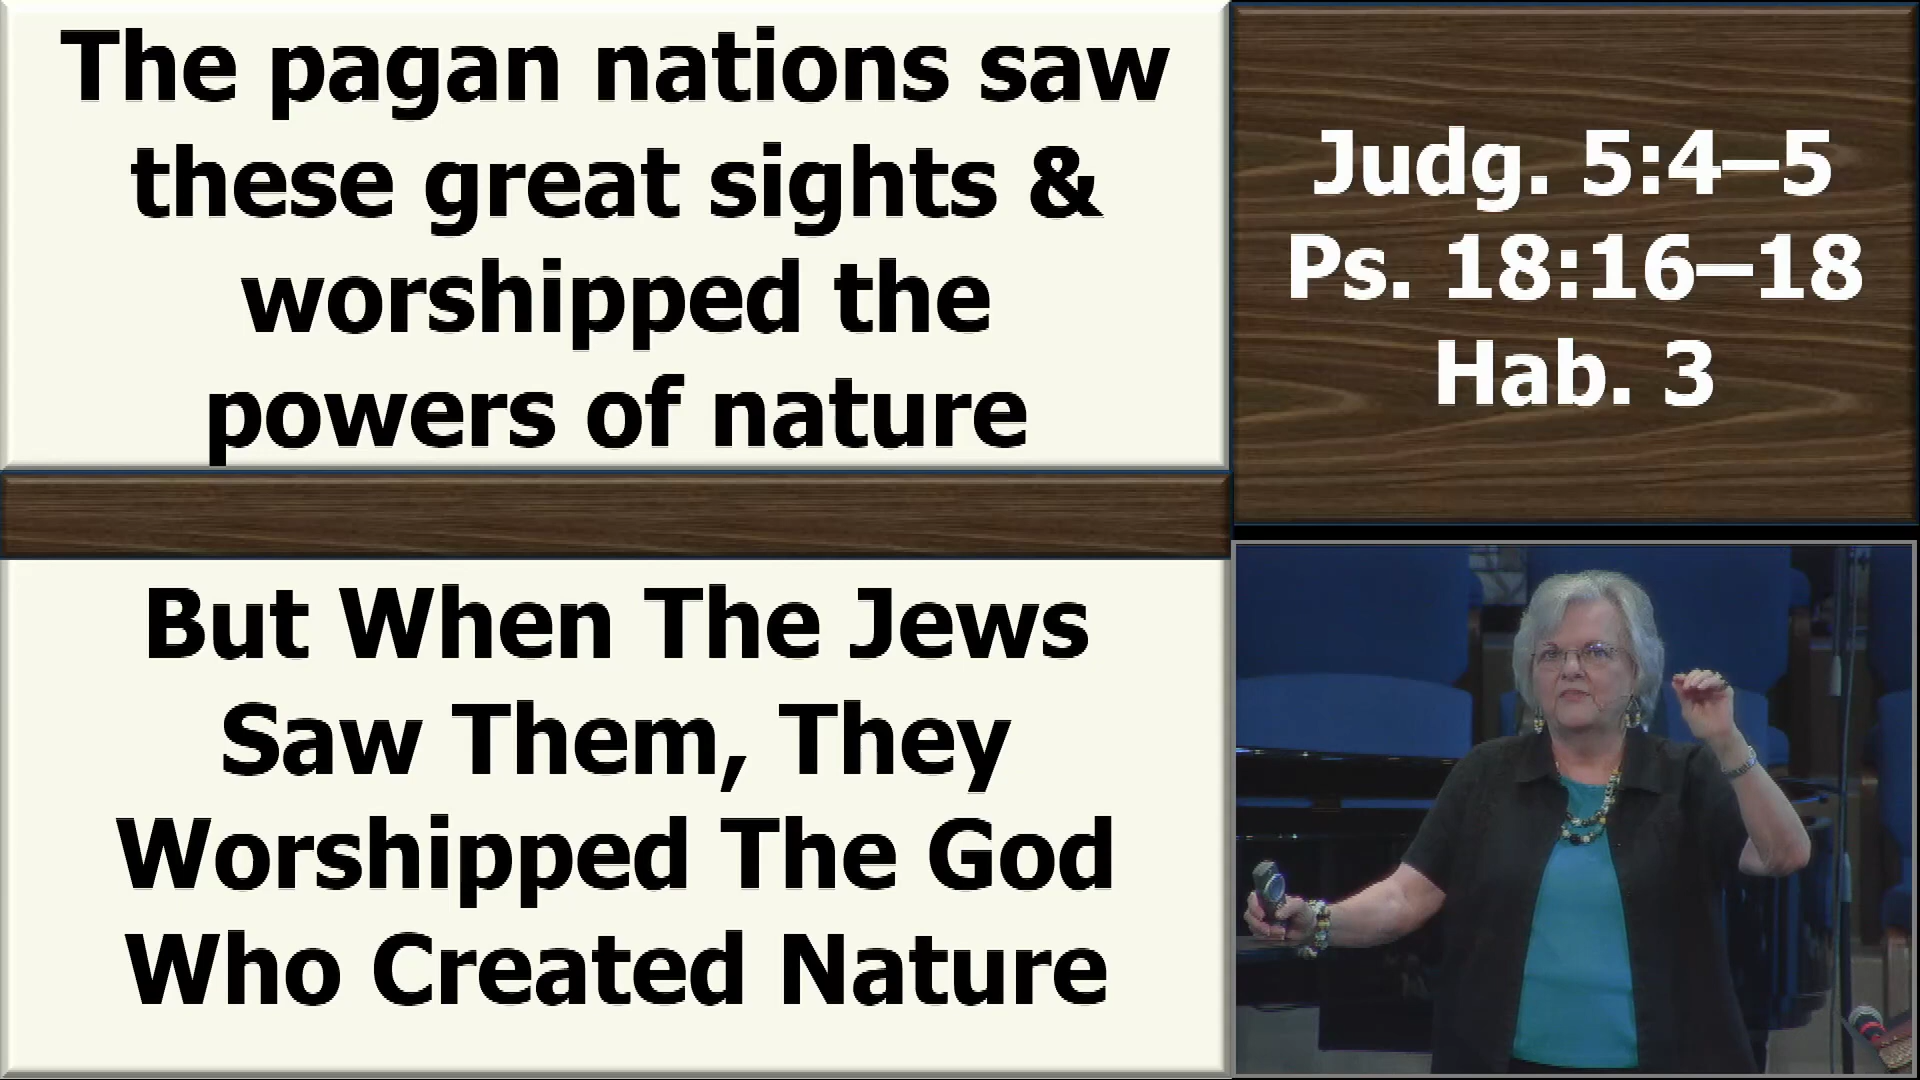 The pagan nations saw
these great sights &
worshipped the
powers of nature
But When The Jews
Saw Them, They
Worshipped The God
Who Created Nature
Judg. 5:4–5
Ps. 18:16–18
Hab. 3